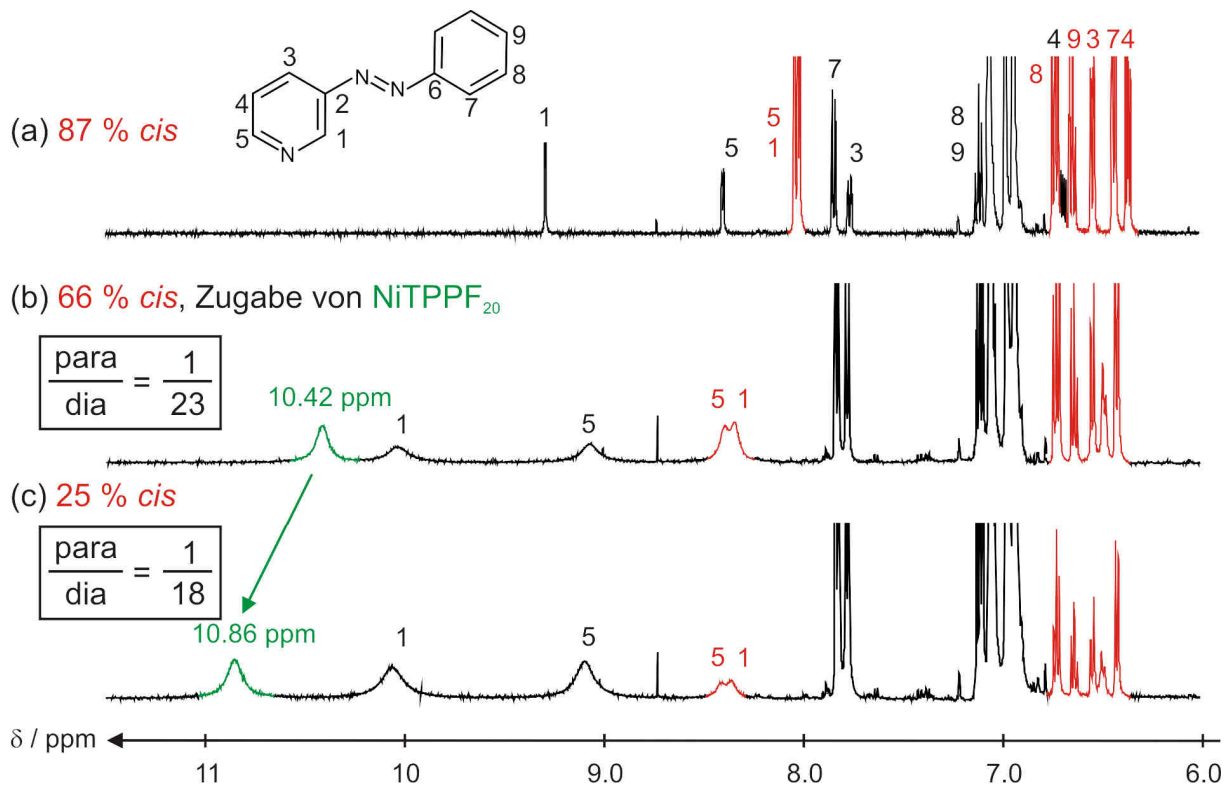 9
3
8
N
4
N
6
2
7
5
1
N
(a) 87 % cis
1
5
5
1
7
3
8
9
4 9 3 74
8
(b) 66 % cis, Zugabe von NiTPPF₂₀
para
dia
=
1
23
10.42 ppm
1
5
5 1
(c) 25 % cis
para
dia
=
1
18
10.86 ppm
1
5
5 1
δ / ppm
11 10 9.0 8.0 7.0 6.0